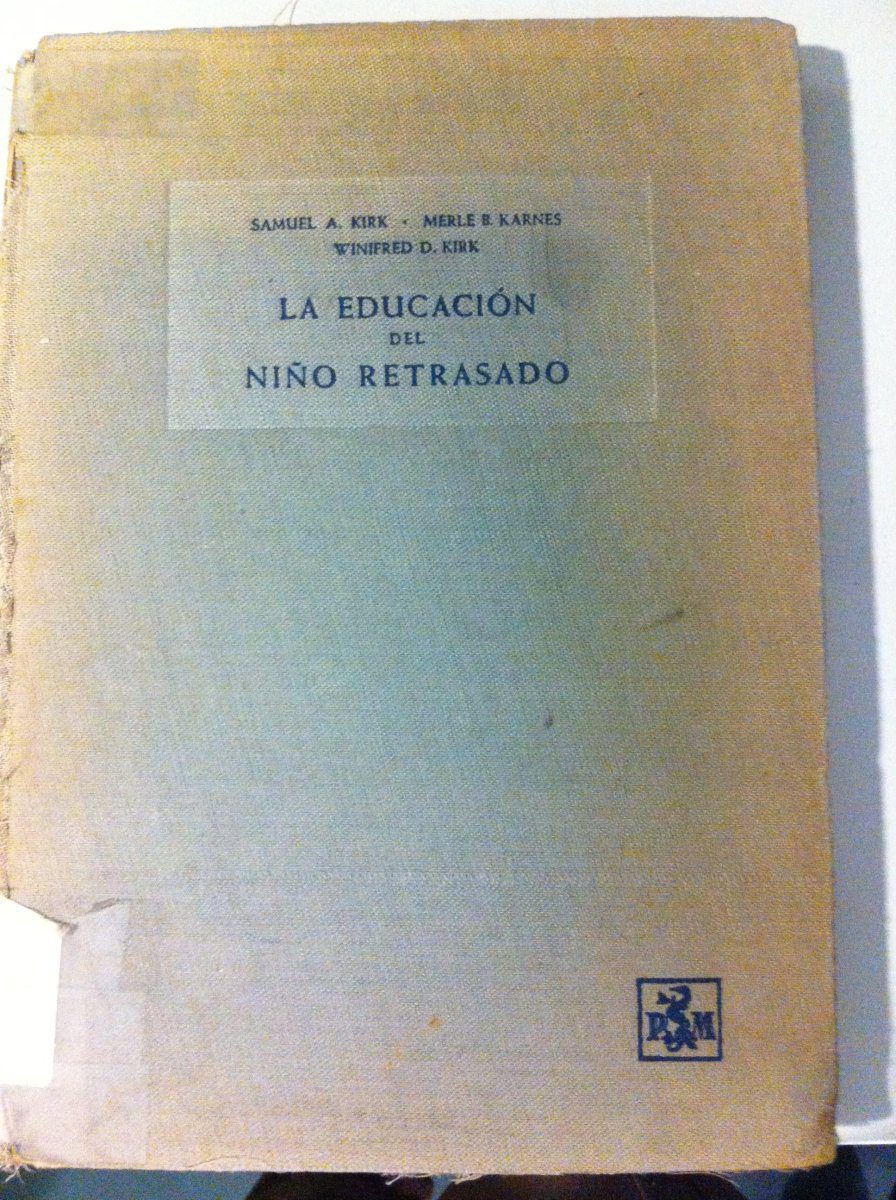 SAMUEL A. KIRK • MERLE B. KARNES
WINIFRED D. KIRK
LA EDUCACIÓN
DEL
NIÑO RETRASADO
P M